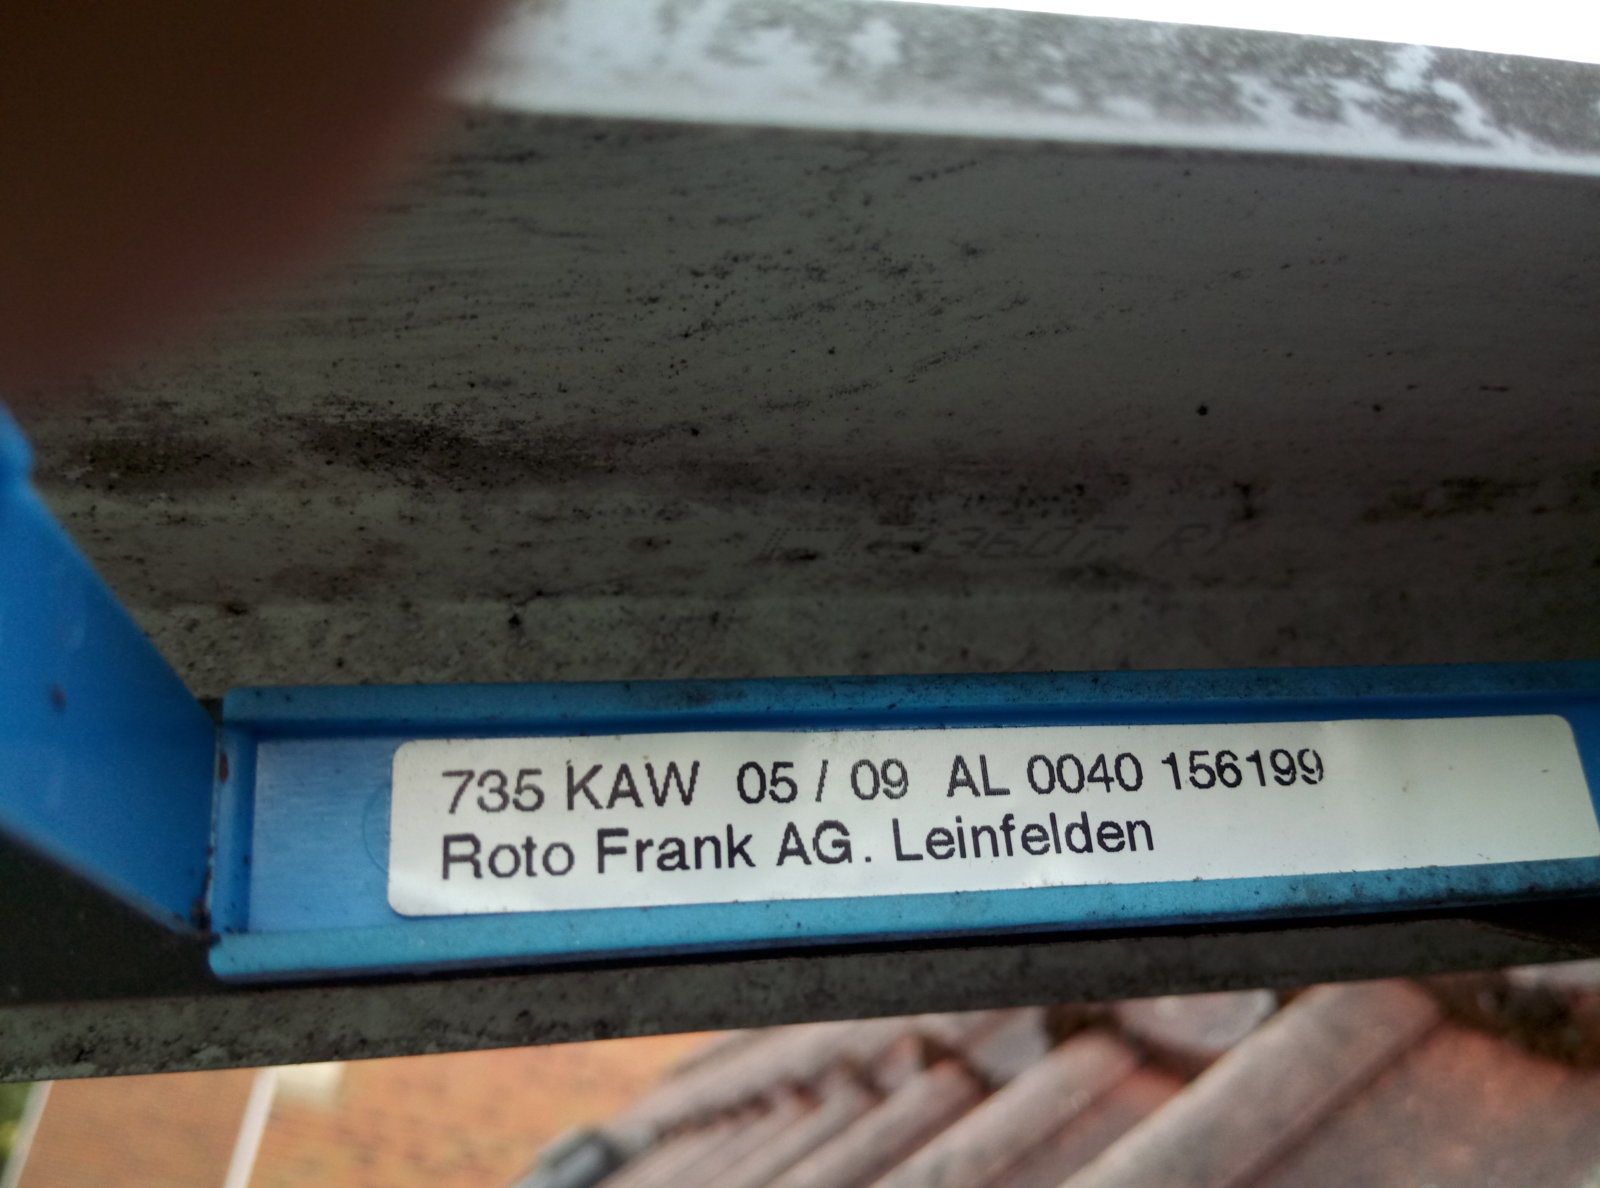 735 KAW 05 / 09 AL 0040 156199
Roto Frank AG. Leinfelden